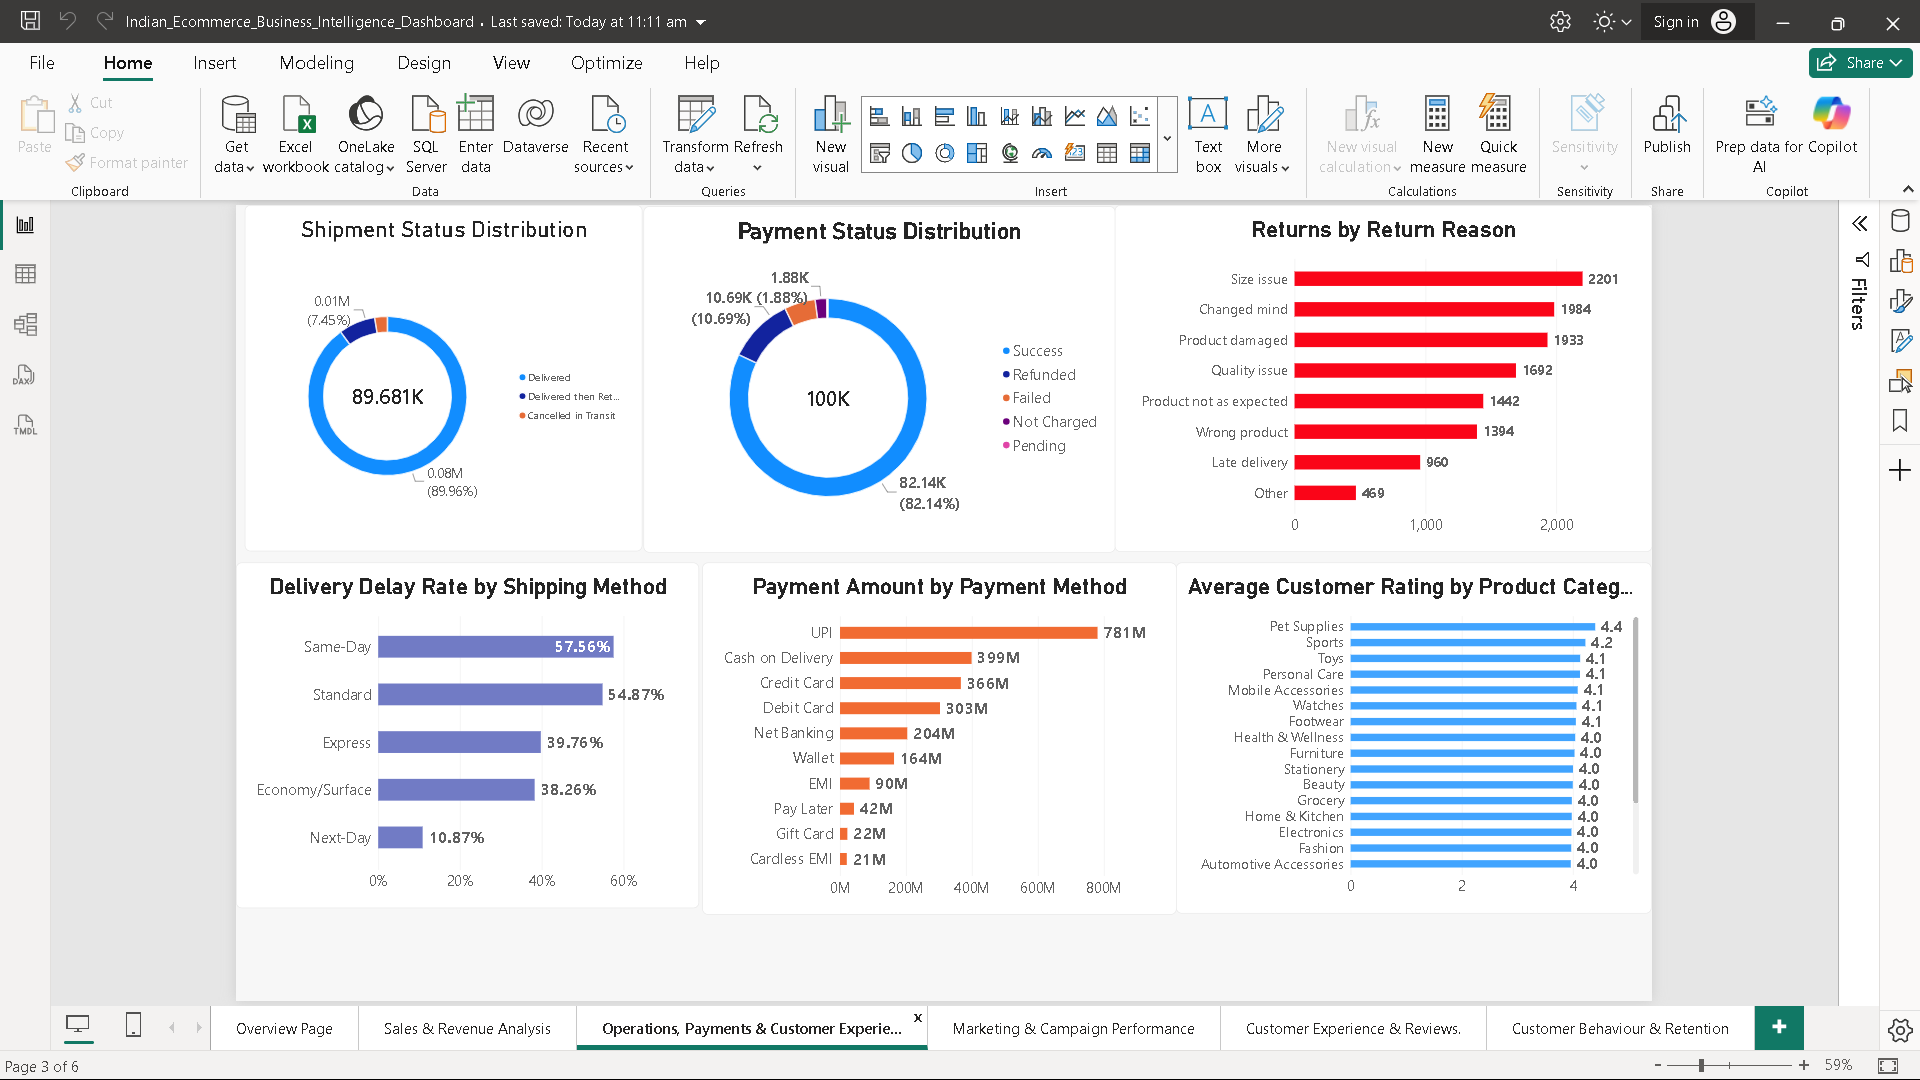 Indian_Ecommerce_Business_Intelligence_Dashboard • Last saved: Today at 11:11 am
Sign in
File Home Insert Modeling Design View Optimize Help
Share
Paste
Cut
Copy
Format painter
Clipboard
Get data
Excel workbook
OneLake catalog
SQL Server
Enter data
Dataverse
Recent sources
Data
Transform data
Refresh
Queries
New visual
Text box
More visuals
Insert
New visual calculation
New measure
Quick measure
Calculations
Sensitivity
Sensitivity
Publish
Share
Prep data for AI
Copilot
Copilot
DAX
TMDL
Filters
Shipment Status Distribution
0.01M
(7.45%)
89.681K
0.08M
(89.96%)
Delivered
Delivered then Ret...
Cancelled in Transit
Payment Status Distribution
1.88K
(1.88%)
10.69K
(10.69%)
100K
82.14K
(82.14%)
Success
Refunded
Failed
Not Charged
Pending
Returns by Return Reason
Size issue 2201
Changed mind 1984
Product damaged 1933
Quality issue 1692
Product not as expected 1442
Wrong product 1394
Late delivery 960
Other 469
0 1,000 2,000
Delivery Delay Rate by Shipping Method
Same-Day 57.56%
Standard 54.87%
Express 39.76%
Economy/Surface 38.26%
Next-Day 10.87%
0% 20% 40% 60%
Payment Amount by Payment Method
UPI 781M
Cash on Delivery 399M
Credit Card 366M
Debit Card 303M
Net Banking 204M
Wallet 164M
EMI 90M
Pay Later 42M
Gift Card 22M
Cardless EMI 21M
0M 200M 400M 600M 800M
Average Customer Rating by Product Categ...
Pet Supplies 4.4
Sports 4.2
Toys 4.1
Personal Care 4.1
Mobile Accessories 4.1
Watches 4.1
Footwear 4.1
Health & Wellness 4.0
Furniture 4.0
Stationery 4.0
Beauty 4.0
Grocery 4.0
Home & Kitchen 4.0
Electronics 4.0
Fashion 4.0
Automotive Accessories 4.0
0 2 4
Overview Page
Sales & Revenue Analysis
Operations, Payments & Customer Experie...
Marketing & Campaign Performance
Customer Experience & Reviews.
Customer Behaviour & Retention
Page 3 of 6
59%